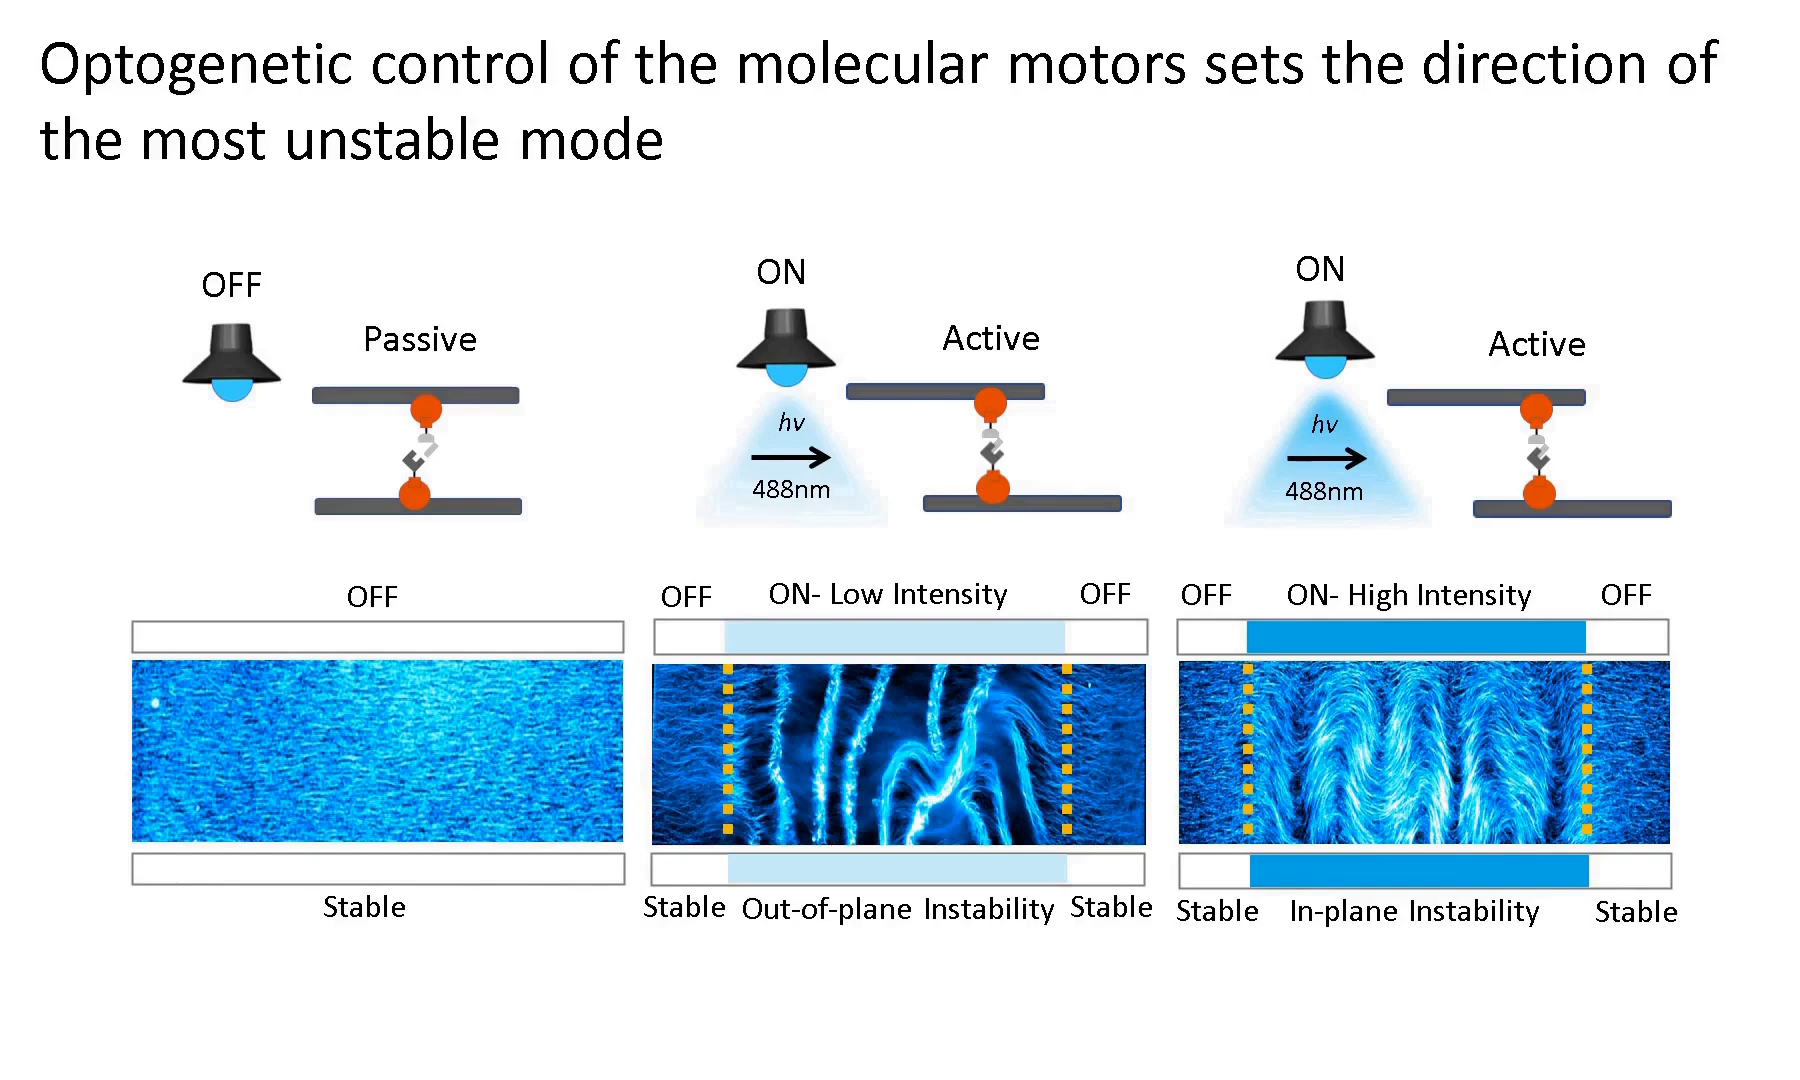 Optogenetic control of the molecular motors sets the direction of
the most unstable mode
OFF
Passive
ON
Active
hν
488nm
ON
Active
hν
488nm
OFF
Stable
OFF
ON- Low Intensity
OFF
Stable
Out-of-plane Instability
Stable
OFF
ON- High Intensity
OFF
Stable
In-plane Instability
Stable